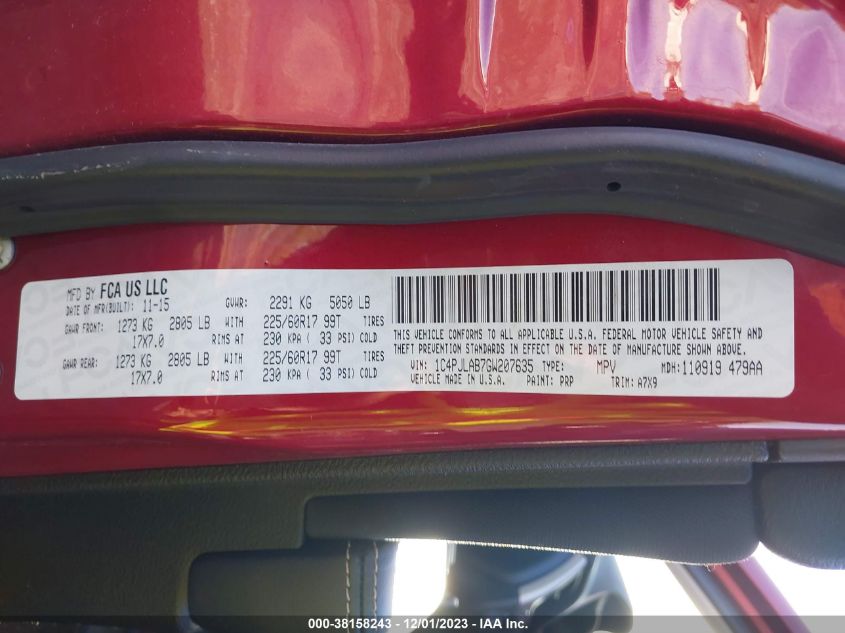 MFD BY FCA US LLC
DATE OF MFR(BUILT): 11-15 GVWR: 2291 KG 5050 LB
GAWR FRONT: 1273 KG 2805 LB WITH 225/60R17 99T TIRES
17X7.0 RIMS AT 230 KPA ( 33 PSI) COLD
GAWR REAR: 1273 KG 2805 LB WITH 225/60R17 99T TIRES
17X7.0 RIMS AT 230 KPA ( 33 PSI) COLD
THIS VEHICLE CONFORMS TO ALL APPLICABLE U.S.A. FEDERAL MOTOR VEHICLE SAFETY AND
THEFT PREVENTION STANDARDS IN EFFECT ON THE DATE OF MANUFACTURE SHOWN ABOVE.
VIN: 1C4PJLAB7GW207635 TYPE: MPV MDH: 110919 479AA
VEHICLE MADE IN U.S.A. PAINT: PRP TRIM: A7X9
000-38158243 - 12/01/2023 - IAA Inc.